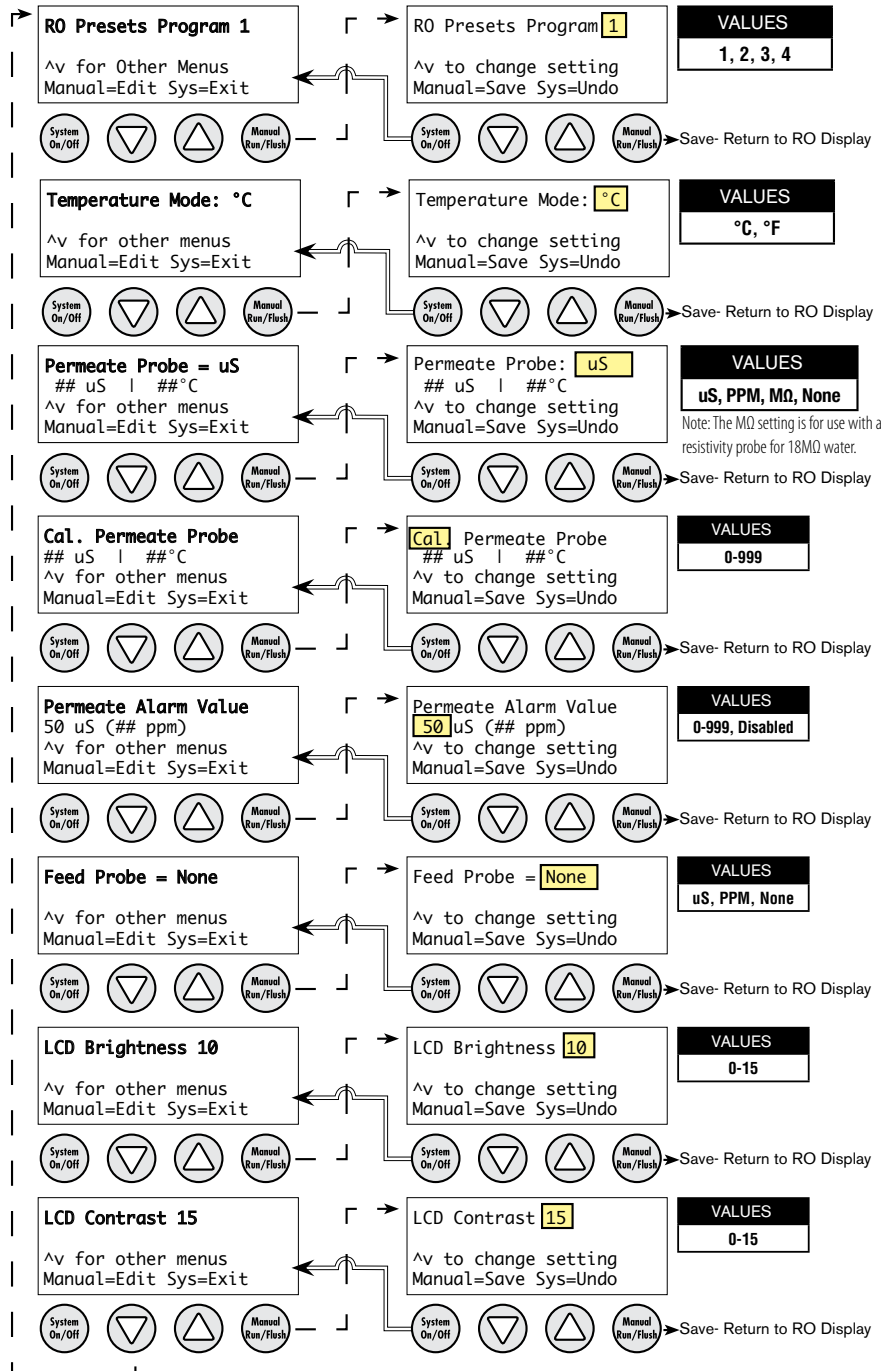 RO Presets Program 1
^v for Other Menus
Manual=Edit Sys=Exit
System On/Off
Manual Run/Flush
RO Presets Program 1
^v to change setting
Manual=Save Sys=Undo
System On/Off
Manual Run/Flush
Save- Return to RO Display
VALUES
1, 2, 3, 4
Temperature Mode: °C
^v for other menus
Manual=Edit Sys=Exit
System On/Off
Manual Run/Flush
Temperature Mode: °C
^v to change setting
Manual=Save Sys=Undo
System On/Off
Manual Run/Flush
Save- Return to RO Display
VALUES
°C, °F
Permeate Probe = uS
## uS | ##°C
^v for other menus
Manual=Edit Sys=Exit
System On/Off
Manual Run/Flush
Permeate Probe: uS
## uS | ##°C
^v to change setting
Manual=Save Sys=Undo
System On/Off
Manual Run/Flush
Save- Return to RO Display
VALUES
uS, PPM, MΩ, None
Note: The MΩ setting is for use with a
resistivity probe for 18MΩ water.
Cal. Permeate Probe
## uS | ##°C
^v for other menus
Manual=Edit Sys=Exit
System On/Off
Manual Run/Flush
Cal. Permeate Probe
## uS | ##°C
^v to change setting
Manual=Save Sys=Undo
System On/Off
Manual Run/Flush
Save- Return to RO Display
VALUES
0-999
Permeate Alarm Value
50 uS (## ppm)
^v for other menus
Manual=Edit Sys=Exit
System On/Off
Manual Run/Flush
Permeate Alarm Value
50 uS (## ppm)
^v to change setting
Manual=Save Sys=Undo
System On/Off
Manual Run/Flush
Save- Return to RO Display
VALUES
0-999, Disabled
Feed Probe = None
^v for other menus
Manual=Edit Sys=Exit
System On/Off
Manual Run/Flush
Feed Probe = None
^v to change setting
Manual=Save Sys=Undo
System On/Off
Manual Run/Flush
Save- Return to RO Display
VALUES
uS, PPM, None
LCD Brightness 10
^v for other menus
Manual=Edit Sys=Exit
System On/Off
Manual Run/Flush
LCD Brightness 10
^v to change setting
Manual=Save Sys=Undo
System On/Off
Manual Run/Flush
Save- Return to RO Display
VALUES
0-15
LCD Contrast 15
^v for other menus
Manual=Edit Sys=Exit
System On/Off
Manual Run/Flush
LCD Contrast 15
^v to change setting
Manual=Save Sys=Undo
System On/Off
Manual Run/Flush
Save- Return to RO Display
VALUES
0-15